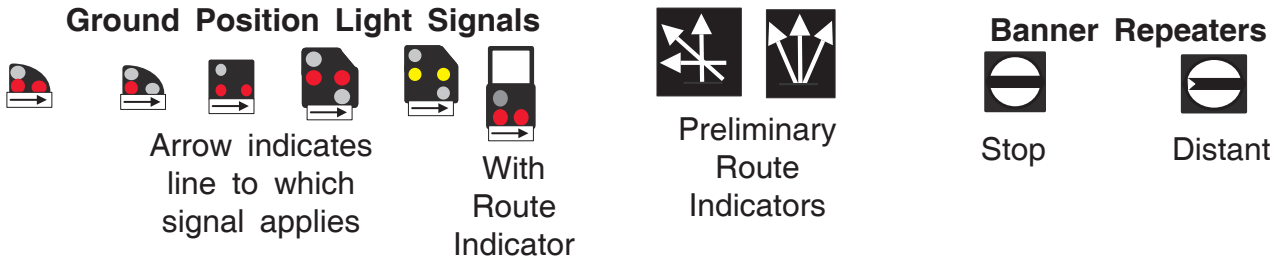 Ground Position Light Signals
Arrow indicates
line to which
signal applies
With
Route
Indicator
Preliminary
Route
Indicators
Banner Repeaters
Stop
Distant